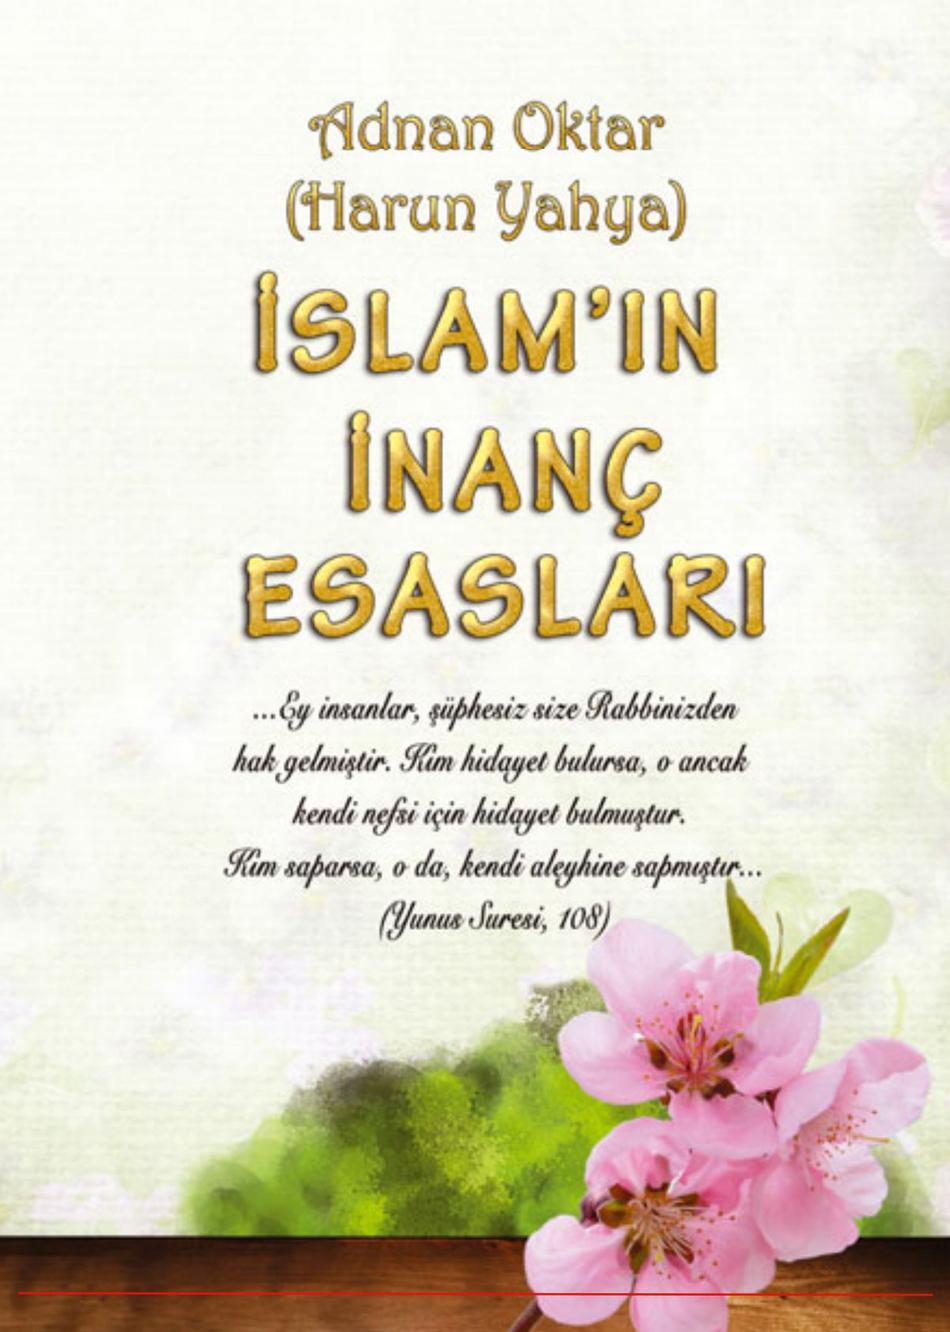 Adnan Oktar
(Harun Yahya)
İSLAM'IN
İNANÇ
ESASLARI
...Ey insanlar, şüphesiz size Rabbinizden
hak gelmiştir. Kim hidayet bulursa, o ancak
kendi nefsi için hidayet bulmuştur.
Kim saparsa, o da, kendi aleyhine sapmıştır...
(Yunus Suresi, 108)